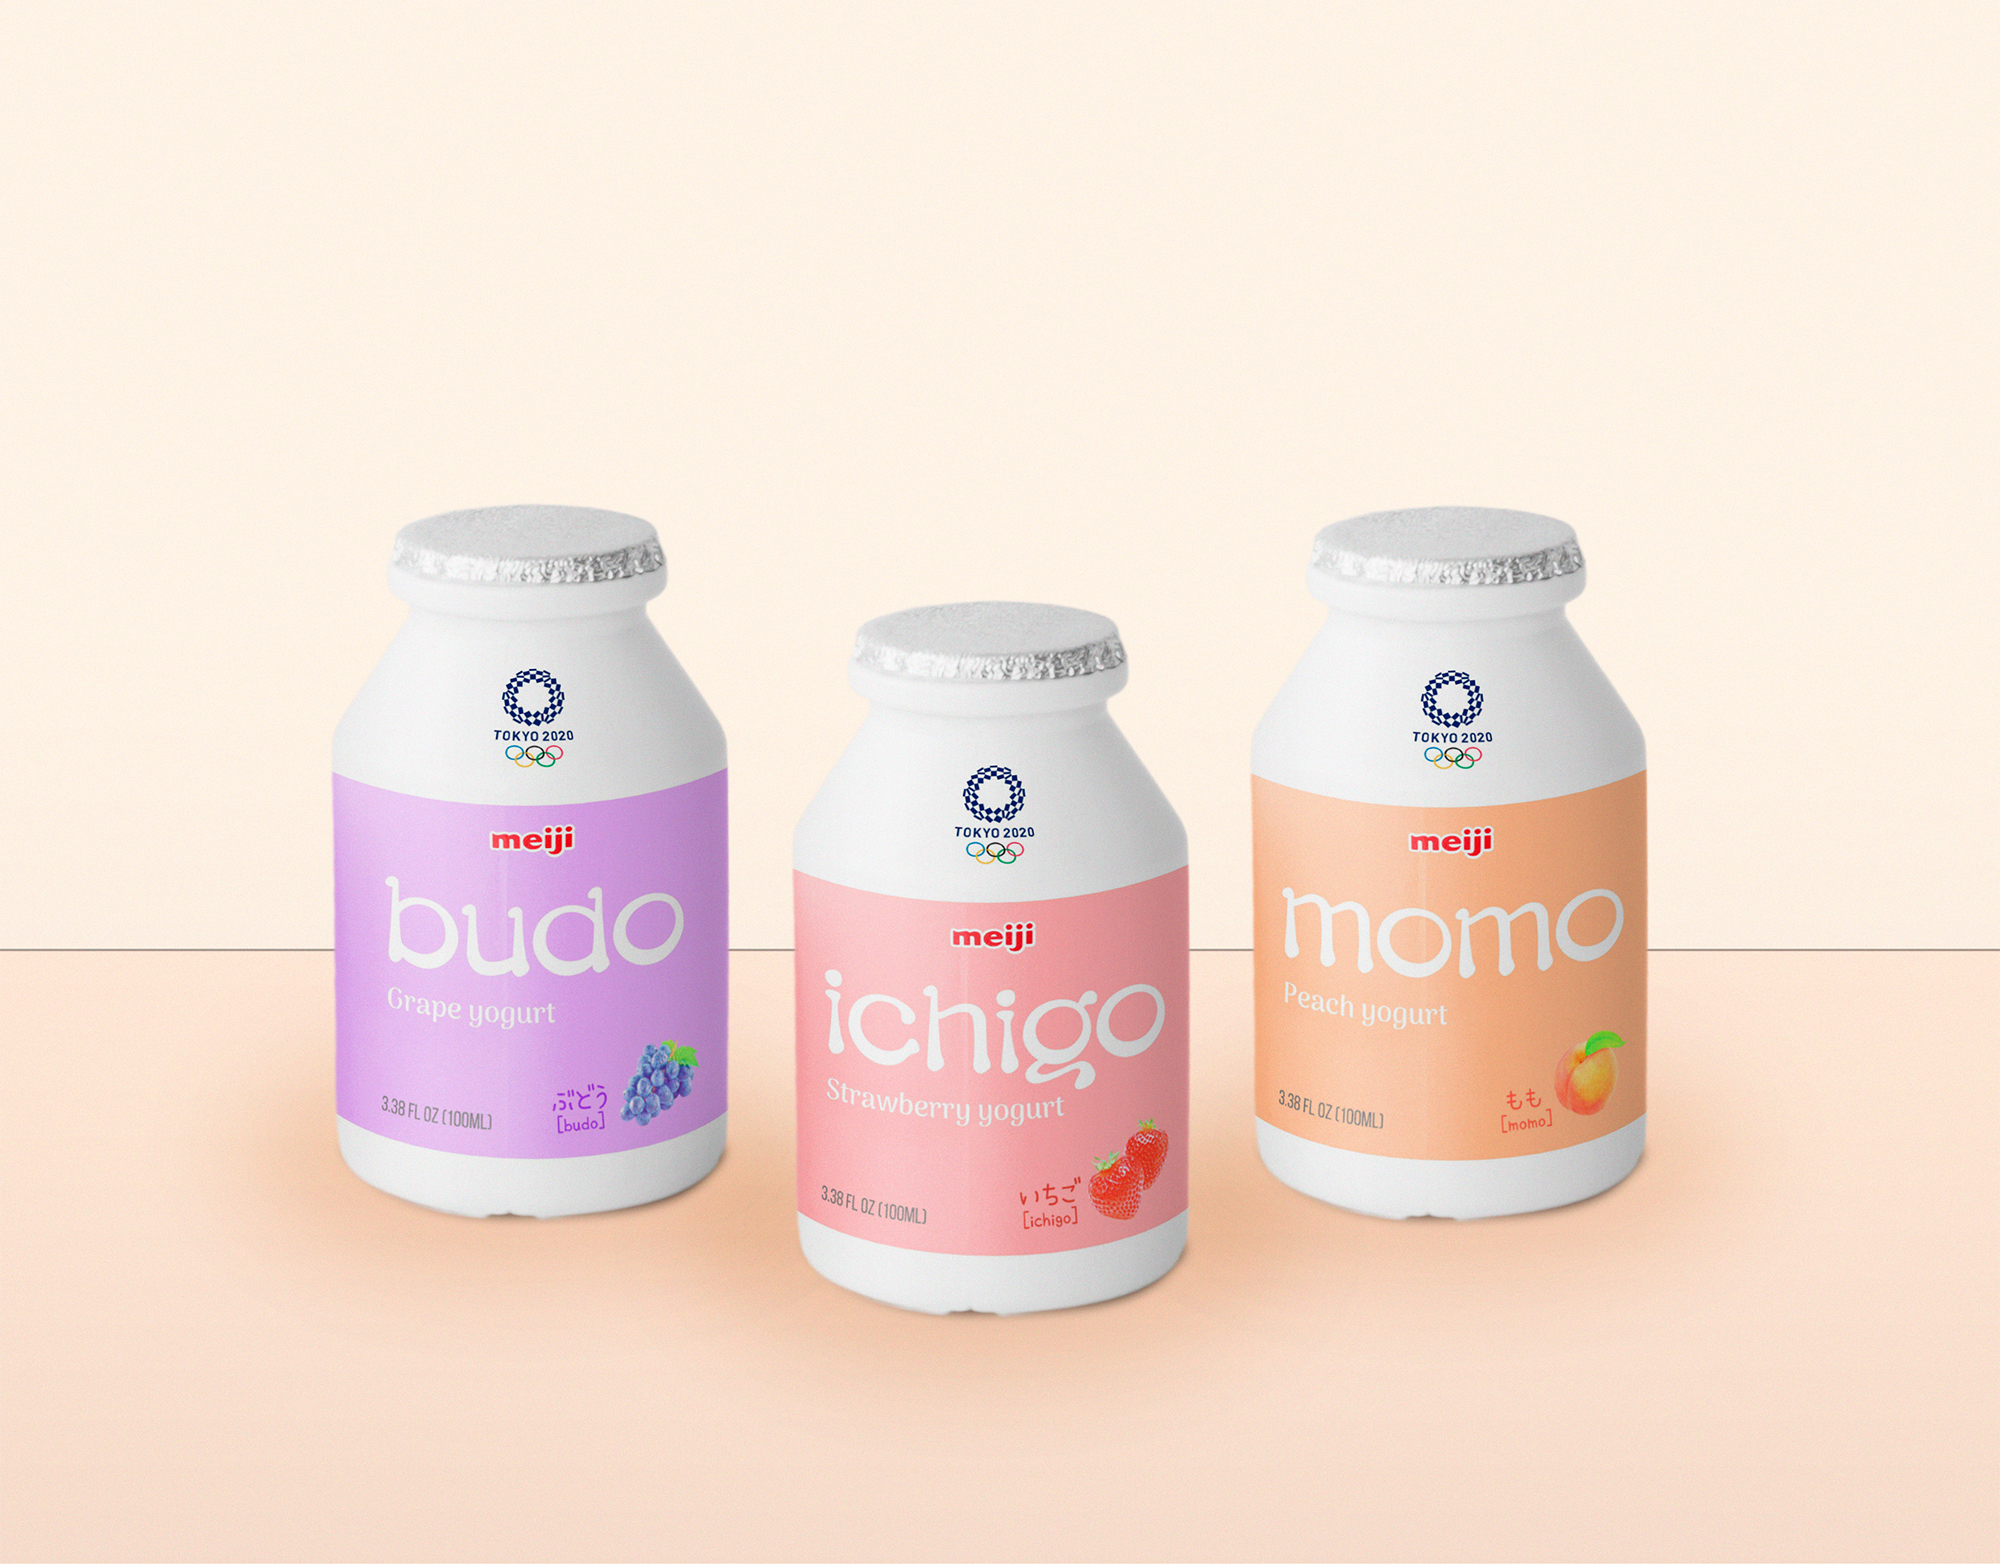 TOKYO 2020
meiji
budo
Grape yogurt
3.38 FL OZ (100ML)
ぶどう
[budo]
TOKYO 2020
meiji
ichigo
Strawberry yogurt
3.38 FL OZ (100ML)
いちご
[ichigo]
TOKYO 2020
meiji
momo
Peach yogurt
3.38 FL OZ (100ML)
もも
[momo]